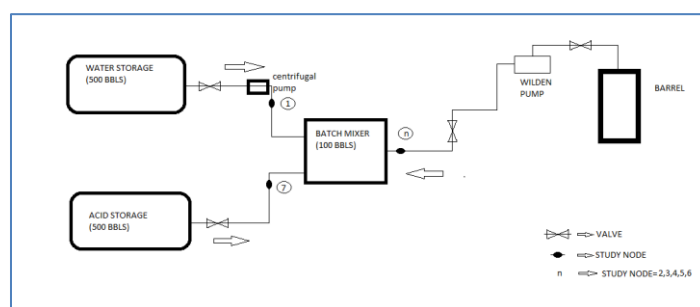 WATER STORAGE
(500 BBLS)
centrifugal
pump
1
WILDEN
PUMP
BARREL
BATCH MIXER
(100 BBLS)
n
7
ACID STORAGE
(500 BBLS)
VALVE
STUDY NODE
n STUDY NODE=2,3,4,5,6